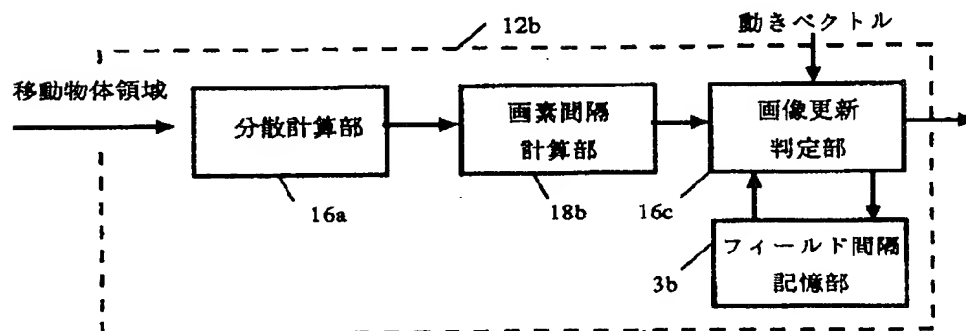 12b
動きベクトル
移動物体領域
分散計算部
画素間隔
計算部
画像更新
判定部
16a
18b
16c
フィールド間隔
記憶部
3b